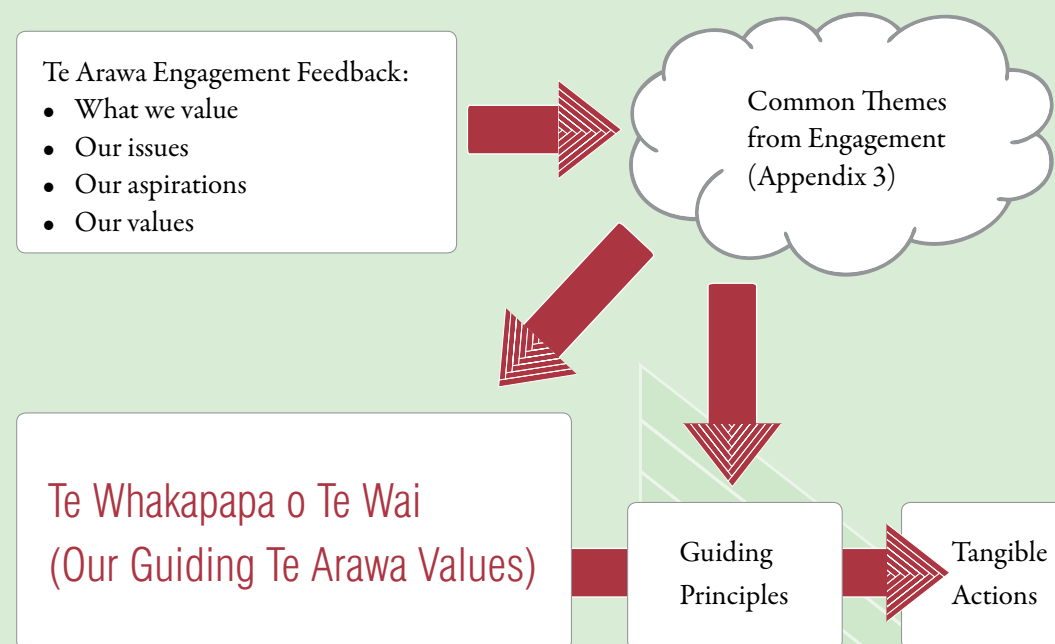 Te Arawa Engagement Feedback:
• What we value
• Our issues
• Our aspirations
• Our values
Common Themes
from Engagement
(Appendix 3)
Te Whakapapa o Te Wai
(Our Guiding Te Arawa Values)
Guiding
Principles
Tangible
Actions